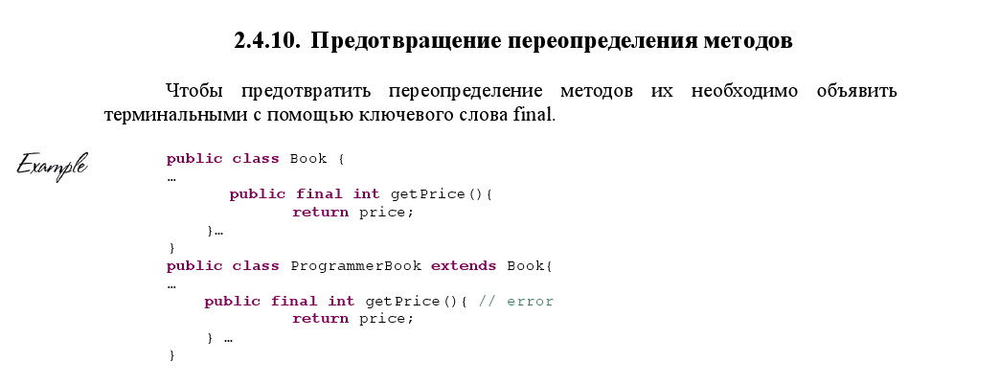 2.4.10. Предотвращение переопределения методов
Чтобы предотвратить переопределение методов их необходимо объявить
терминальными с помощью ключевого слова final.
Example
public class Book {
…
public final int getPrice(){
return price;
}…
}
public class ProgrammerBook extends Book{
…
public final int getPrice(){ // error
return price;
} …
}